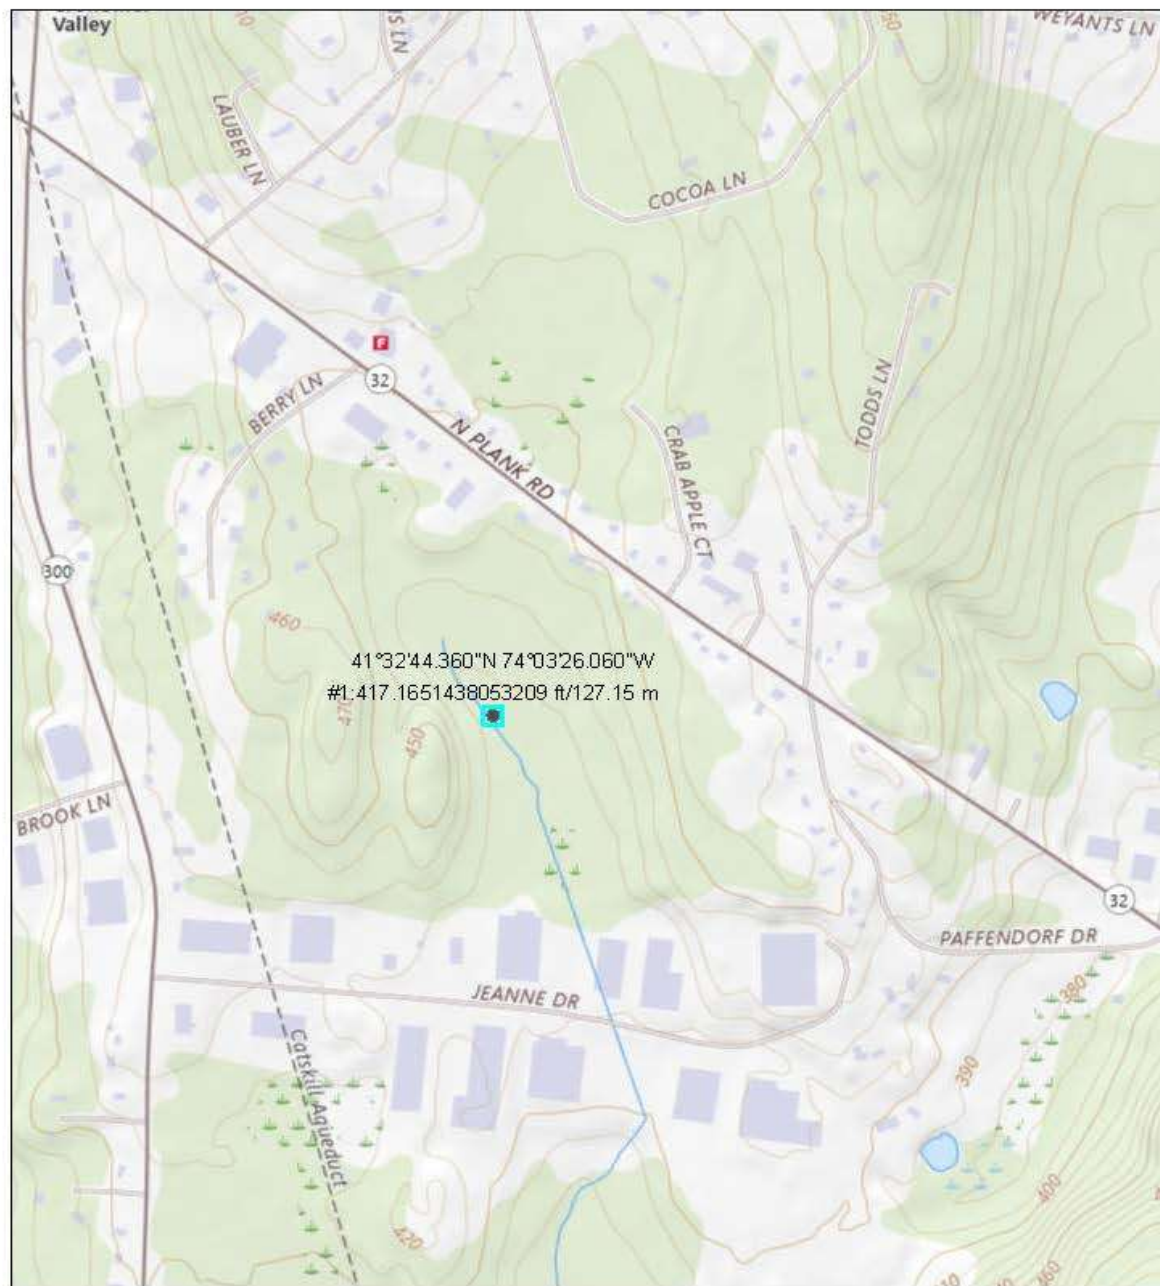 Valley
WEYANTS LN
LAUBER LN
COCOA LN
BERRY LN
F
32
N PLANK RD
CRAB APPLE CT
TODDS LN
300
460
41°32'44.360"N 74°03'26.060"W
#1:417.1651438053209 ft/127.15 m
470
450
BROOK LN
32
PAFFENDORF DR
JEANNE DR
380
390
Catskill Aqueduct
400
420